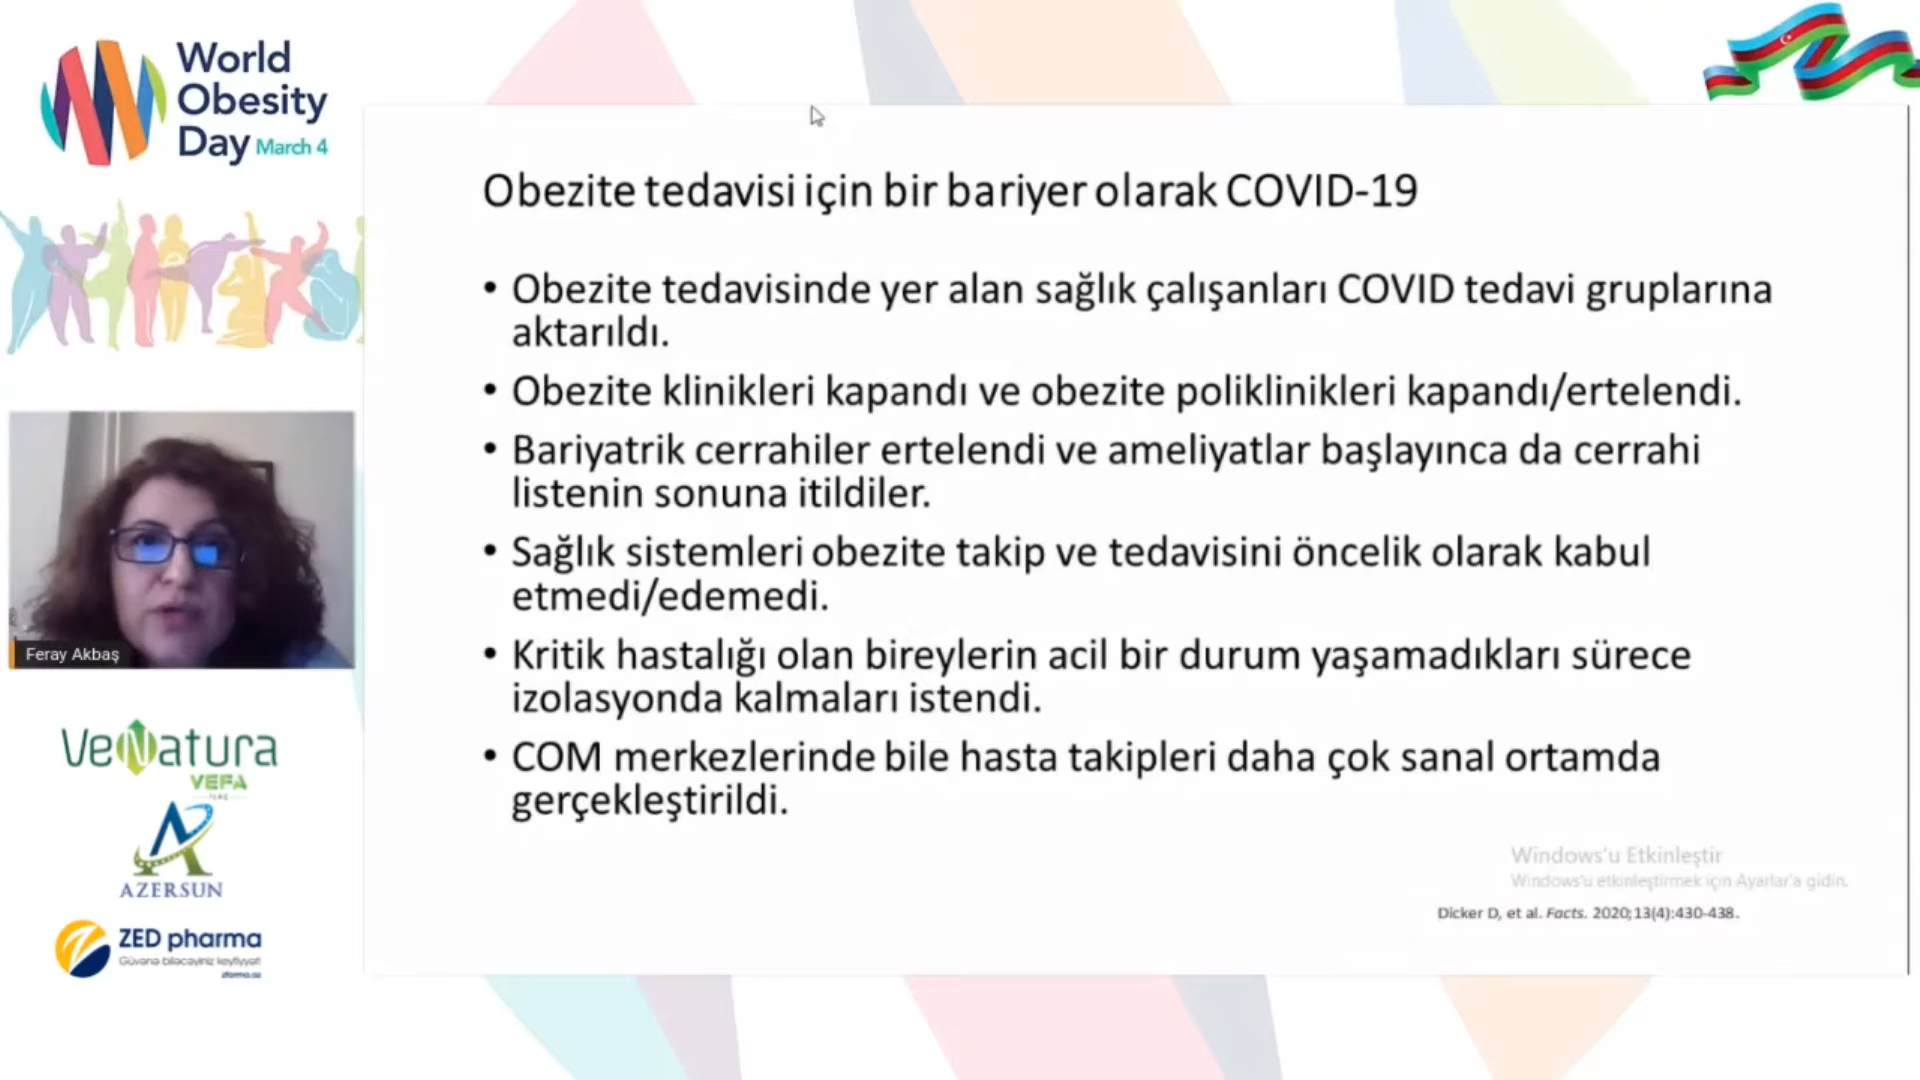 World
Obesity
Day March 4
Obezite tedavisi için bir bariyer olarak COVID-19
• Obezite tedavisinde yer alan sağlık çalışanları COVID tedavi gruplarına
aktarıldı.
• Obezite klinikleri kapandı ve obezite poliklinikleri kapandı/ertelendi.
• Bariyatrik cerrahiler ertelendi ve ameliyatlar başlayınca da cerrahi
listenin sonuna itildiler.
• Sağlık sistemleri obezite takip ve tedavisini öncelik olarak kabul
etmedi/edemedi.
• Kritik hastalığı olan bireylerin acil bir durum yaşamadıkları sürece
izolasyonda kalmaları istendi.
• COM merkezlerinde bile hasta takipleri daha çok sanal ortamda
gerçekleştirildi.
Windows'u Etkinleştir
Windows'u etkinleştirmek için Ayarlar'a gidin.
Dicker D, et al. Facts. 2020;13(4):430-438.
Feray Akbaş
VeNatura
VEFA
İLAÇ
AZERSUN
ZED pharma
Güvənə biləcəyiniz keyfiyyət!